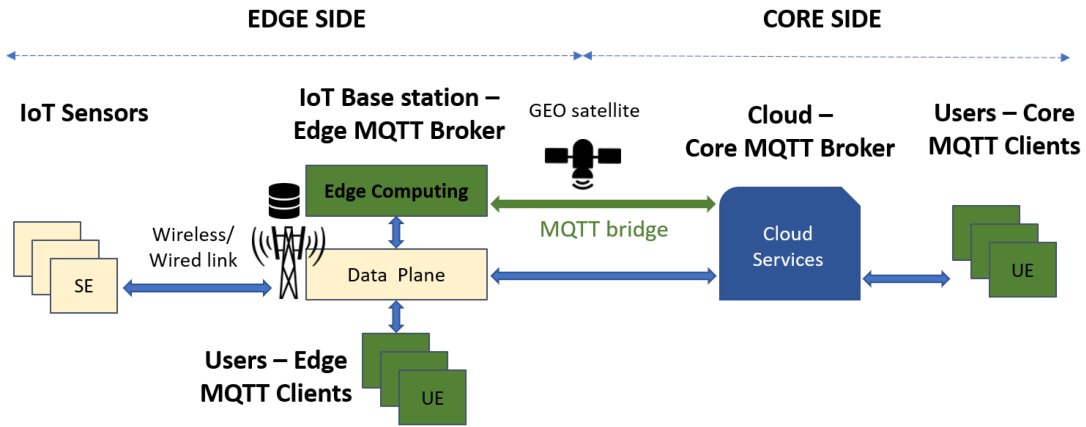 EDGE SIDE
CORE SIDE
IoT Sensors
IoT Base station –
Edge MQTT Broker
GEO satellite
Cloud –
Core MQTT Broker
Users – Core
MQTT Clients
Edge Computing
MQTT bridge
Wireless/
Wired link
SE
Data Plane
Cloud
Services
UE
Users – Edge
MQTT Clients
UE